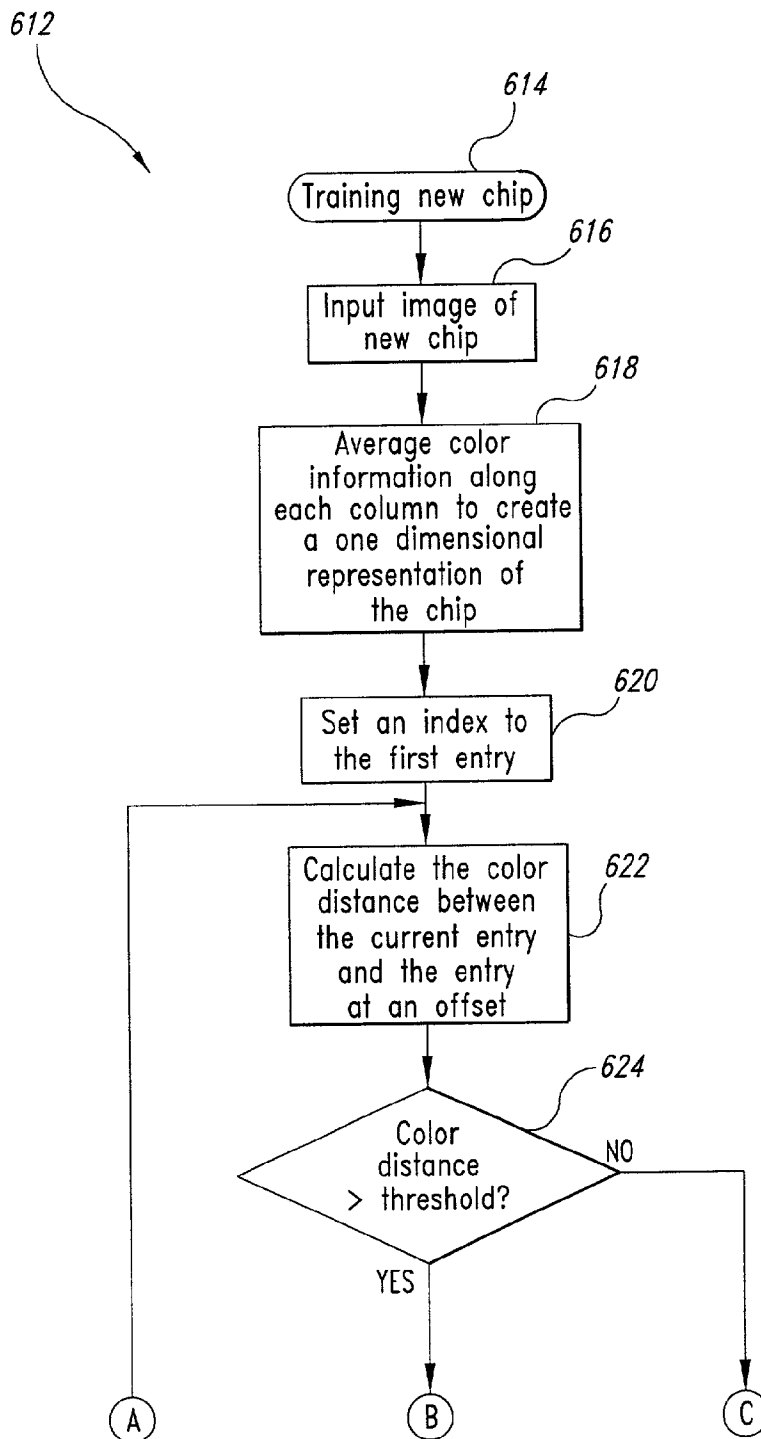 612
614
Training new chip
616
Input image of
new chip
618
Average color
information along
each column to create
a one dimensional
representation of
the chip
620
Set an index to
the first entry
Calculate the color
distance between
the current entry
and the entry
at an offset
622
624
Color
distance
> threshold?
NO
YES
A
B
C